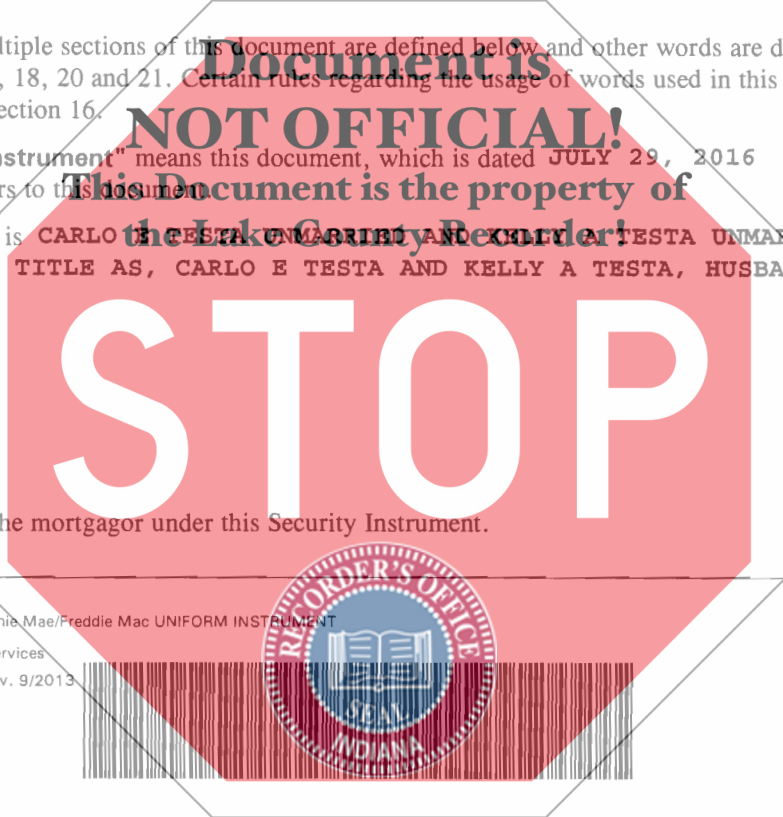 ltiple sections of this document are defined below and other words are d
Document is
, 18, 20 and 21. Certain rules regarding the usage of words used in this
ection 16.
NOT OFFICIAL!
nstrument" means this document, which is dated JULY 29, 2016
rs to this document.
This Document is the property of
the Lake County Recorder!
is CARLO E TESTA UNMARRIED AND KELLY A TESTA UNMAR
TITLE AS, CARLO E TESTA AND KELLY A TESTA, HUSBA
STOP
he mortgagor under this Security Instrument.
RECORDER'S OFFICE
nie Mae/Freddie Mac UNIFORM INSTRUMENT
ervices
v. 9/2013
SEAL
INDIANA